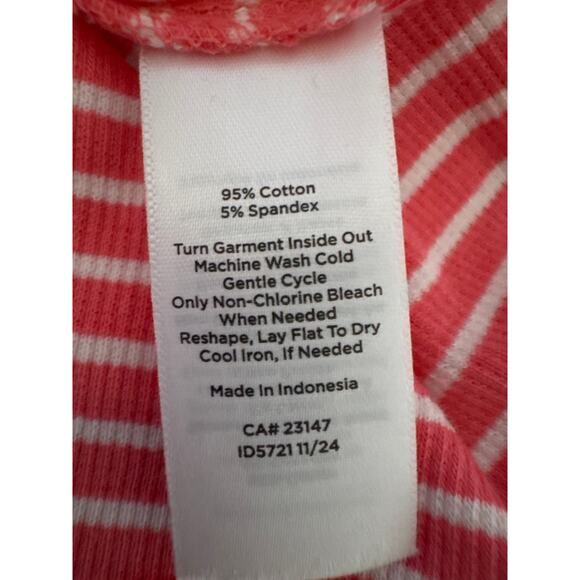 95% Cotton
5% Spandex
Turn Garment Inside Out
Machine Wash Cold
Gentle Cycle
Only Non-Chlorine Bleach
When Needed
Reshape, Lay Flat To Dry
Cool Iron, If Needed
Made In Indonesia
CA# 23147
ID5721 11/24